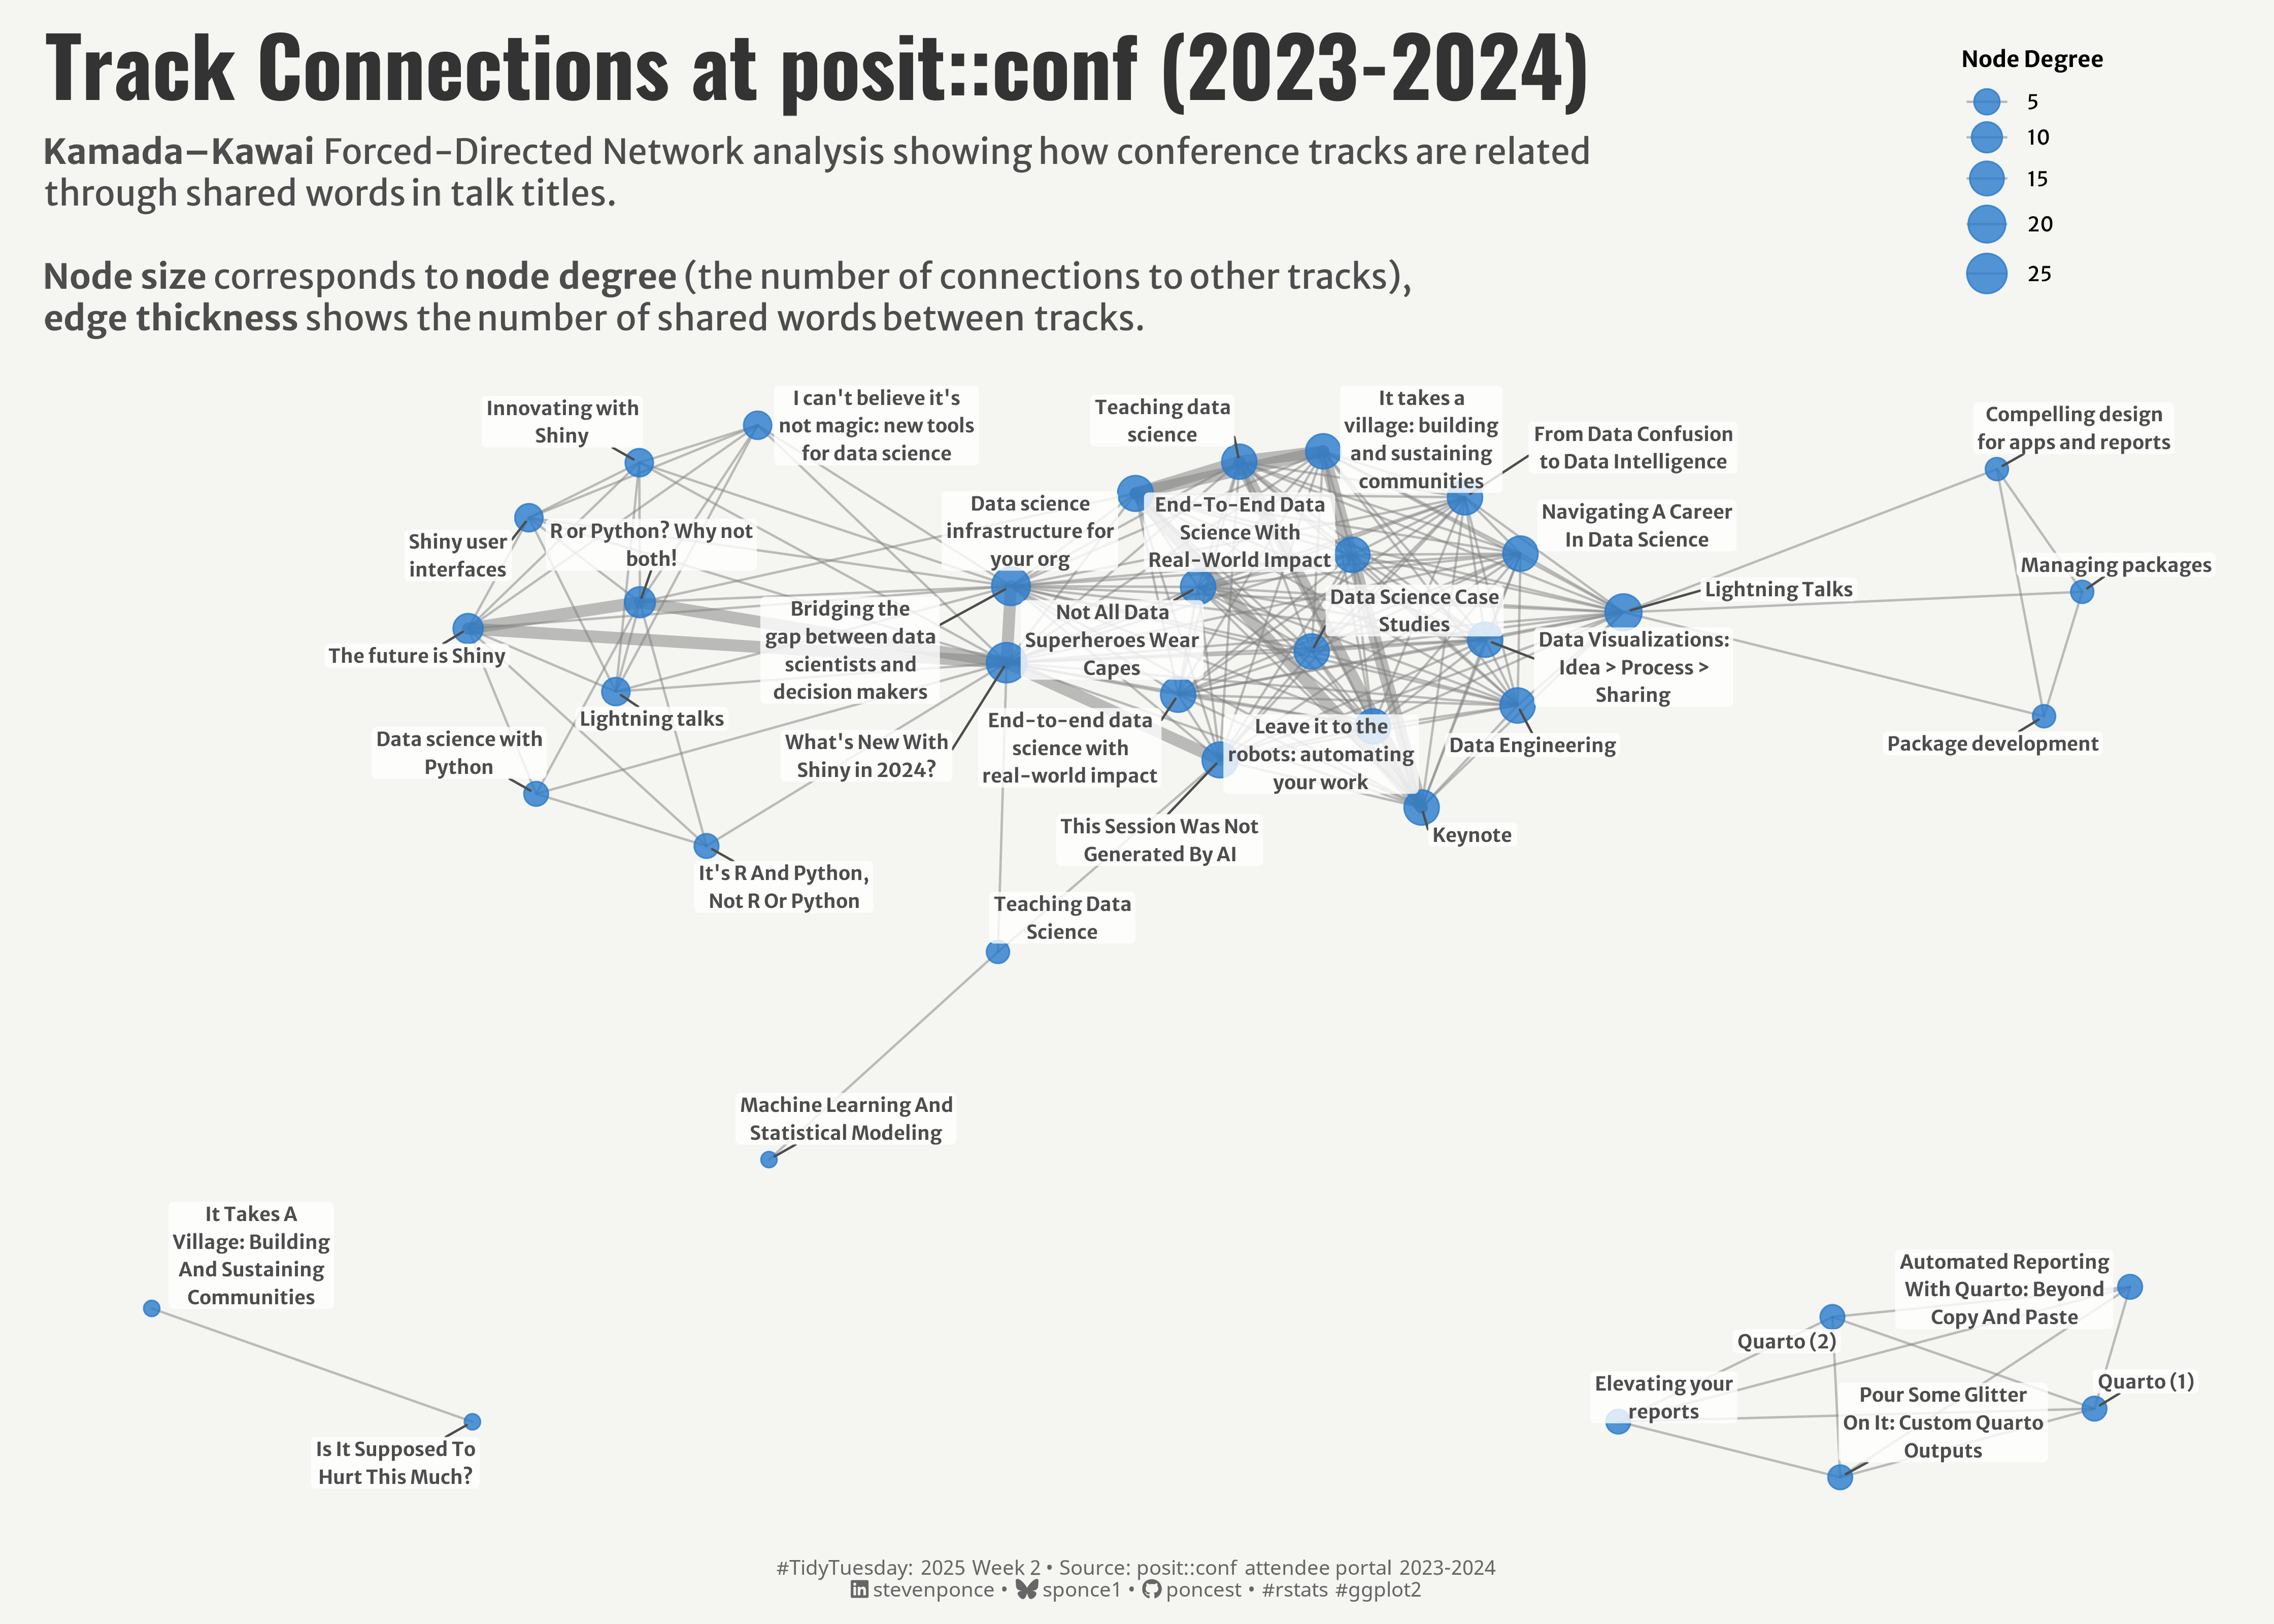 Track Connections at posit::conf (2023-2024)
Kamada–Kawai Forced-Directed Network analysis showing how conference tracks are related
through shared words in talk titles.
Node size corresponds to node degree (the number of connections to other tracks),
edge thickness shows the number of shared words between tracks.
Node Degree
5
10
15
20
25
Innovating with
Shiny
I can't believe it's
not magic: new tools
for data science
Teaching data
science
It takes a
village: building
and sustaining
communities
From Data Confusion
to Data Intelligence
Compelling design
for apps and reports
Shiny user
interfaces
R or Python? Why not
both!
Data science
infrastructure for
your org
End-To-End Data
Science With
Real-World Impact
Navigating A Career
In Data Science
Managing packages
The future is Shiny
Bridging the
gap between data
scientists and
decision makers
Not All Data
Superheroes Wear
Capes
Data Science Case
Studies
Lightning Talks
Data Visualizations:
Idea > Process >
Sharing
Lightning talks
Data science with
Python
What's New With
Shiny in 2024?
End-to-end data
science with
real-world impact
Leave it to the
robots: automating
your work
Data Engineering
Package development
This Session Was Not
Generated By AI
Keynote
It's R And Python,
Not R Or Python
Teaching Data
Science
Machine Learning And
Statistical Modeling
It Takes A
Village: Building
And Sustaining
Communities
Is It Supposed To
Hurt This Much?
Automated Reporting
With Quarto: Beyond
Copy And Paste
Quarto (2)
Elevating your
reports
Pour Some Glitter
On It: Custom Quarto
Outputs
Quarto (1)
#TidyTuesday: 2025 Week 2 • Source: posit::conf attendee portal 2023-2024
stevenponce • sponce1 • poncest • #rstats #ggplot2